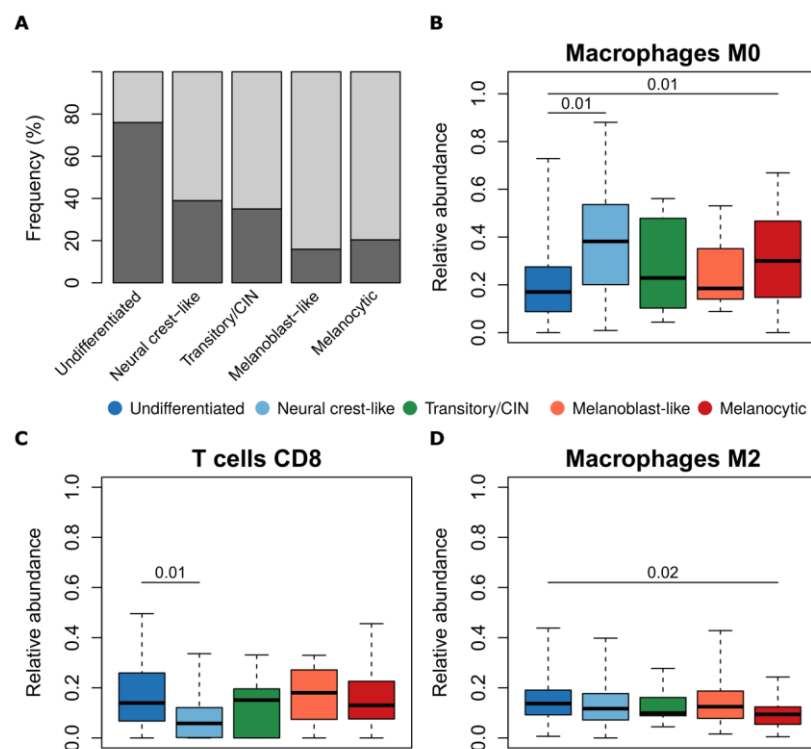 A
Frequency (%)
0 20 40 60 80
Undifferentiated
Neural crest−like
Transitory/CIN
Melanoblast−like
Melanocytic
B
Macrophages M0
Relative abundance
0.0 0.2 0.4 0.6 0.8 1.0
0.01
0.01
Undifferentiated Neural crest−like Transitory/CIN Melanoblast−like Melanocytic
C
T cells CD8
Relative abundance
0.0 0.2 0.4 0.6 0.8 1.0
0.01
D
Macrophages M2
Relative abundance
0.0 0.2 0.4 0.6 0.8 1.0
0.02